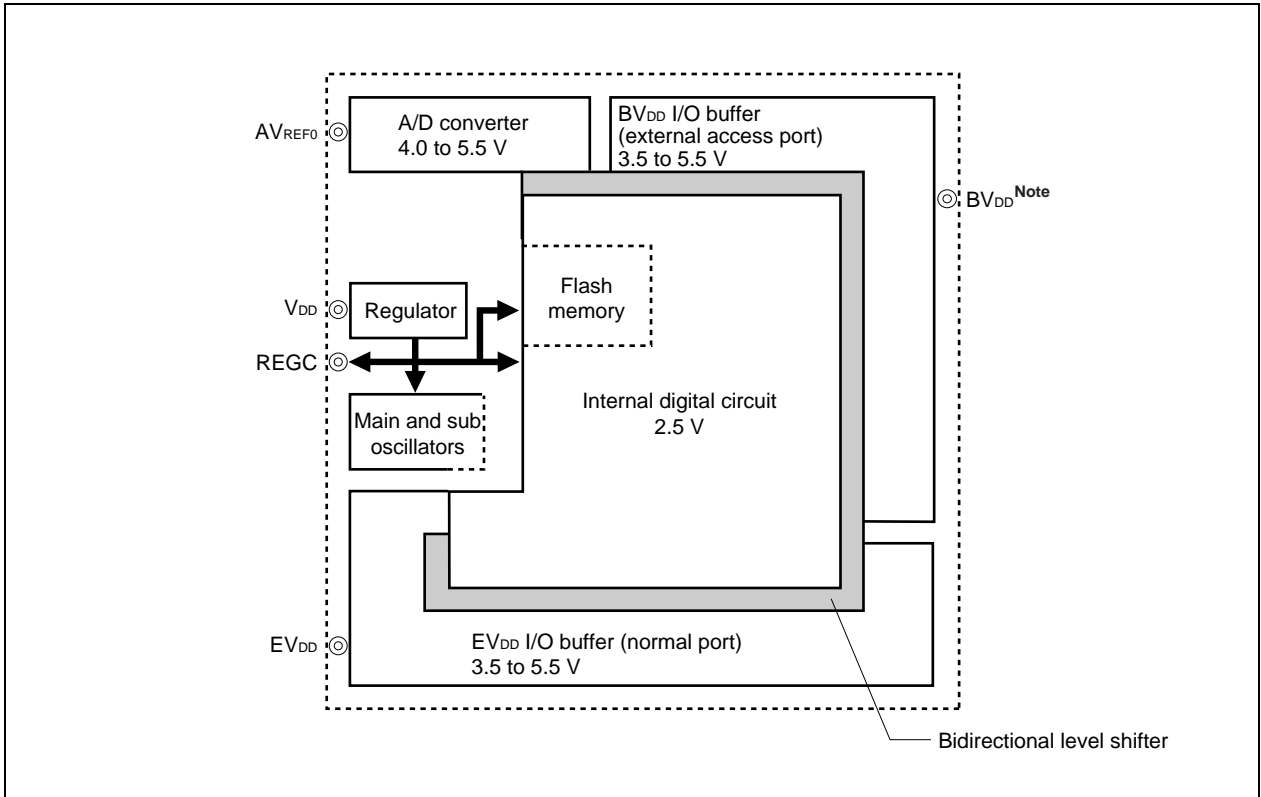 AVREF0
A/D converter
4.0 to 5.5 V
BVDD I/O buffer
(external access port)
3.5 to 5.5 V
BVDD Note
VDD
Regulator
REGC
Flash
memory
Main and sub
oscillators
Internal digital circuit
2.5 V
EVDD
EVDD I/O buffer (normal port)
3.5 to 5.5 V
Bidirectional level shifter